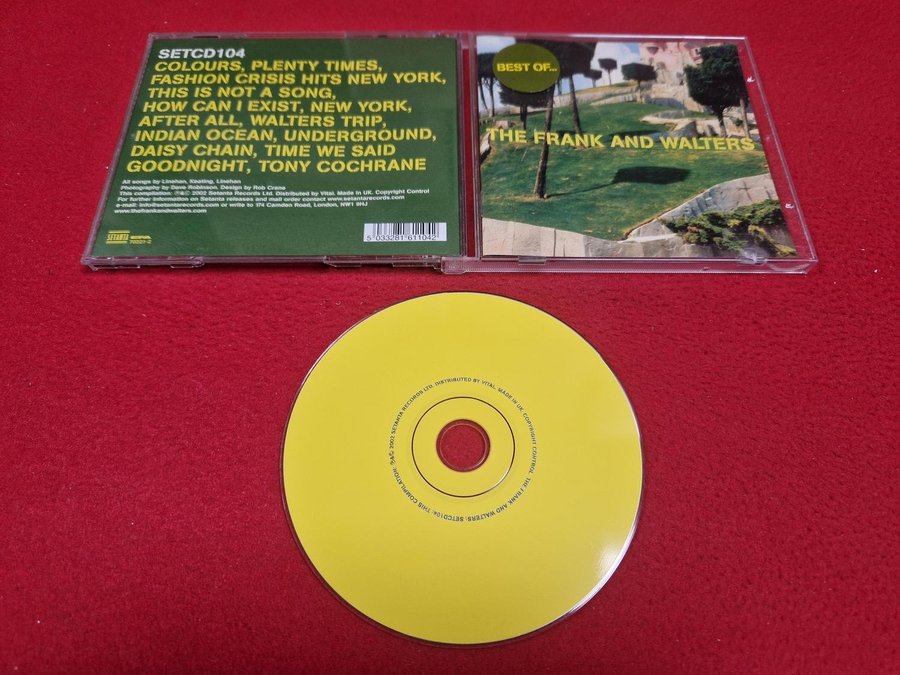 SETCD104
COLOURS, PLENTY TIMES,
FASHION CRISIS HITS NEW YORK,
THIS IS NOT A SONG,
HOW CAN I EXIST, NEW YORK,
AFTER ALL, WALTERS TRIP,
INDIAN OCEAN, UNDERGROUND,
DAISY CHAIN, TIME WE SAID
GOODNIGHT, TONY COCHRANE
All songs by Linehan, Keating, Linehan
Photography by Dave Robinson. Design by Rob Crane
This compilation: ℗&© 2002 Setanta Records Ltd. Distributed by Vital. Made in UK. Copyright Control
For further information on Setanta releases and mail order contact www.setantarecords.com
e-mail: info@setantarecords.com or write to 174 Camden Road, London, NW1 9HJ
www.thefrankandwalters.com
SETANTA
70221-2
5 033281 611042
BEST OF...
THE FRANK AND WALTERS
THE FRANK AND WALTERS: SETCD104: THIS COMPILATION: ℗&© 2002 SETANTA RECORDS LTD. DISTRIBUTED BY VITAL. MADE IN UK. COPYRIGHT CONTROL.